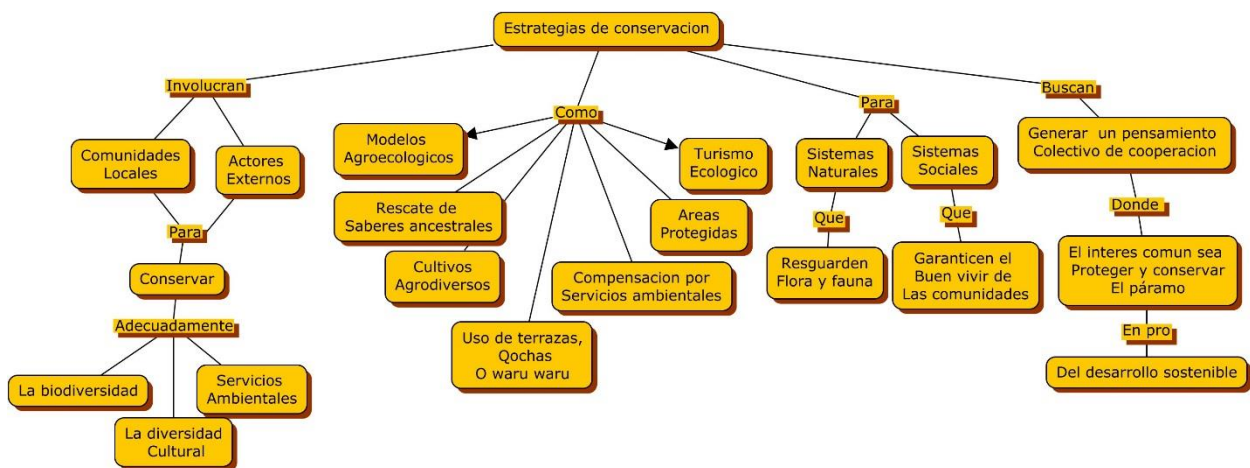 Estrategias de conservacion
Involucran
Comunidades
Locales
Actores
Externos
Para
Conservar
Adecuadamente
La biodiversidad
La diversidad
Cultural
Servicios
Ambientales
Como
Modelos
Agroecologicos
Rescate de
Saberes ancestrales
Cultivos
Agrodiversos
Uso de terrazas,
Qochas
O waru waru
Compensacion por
Servicios ambientales
Areas
Protegidas
Turismo
Ecologico
Para
Sistemas
Naturales
Que
Resguarden
Flora y fauna
Sistemas
Sociales
Que
Garanticen el
Buen vivir de
Las comunidades
Buscan
Generar un pensamiento
Colectivo de cooperacion
Donde
El interes comun sea
Proteger y conservar
El páramo
En pro
Del desarrollo sostenible